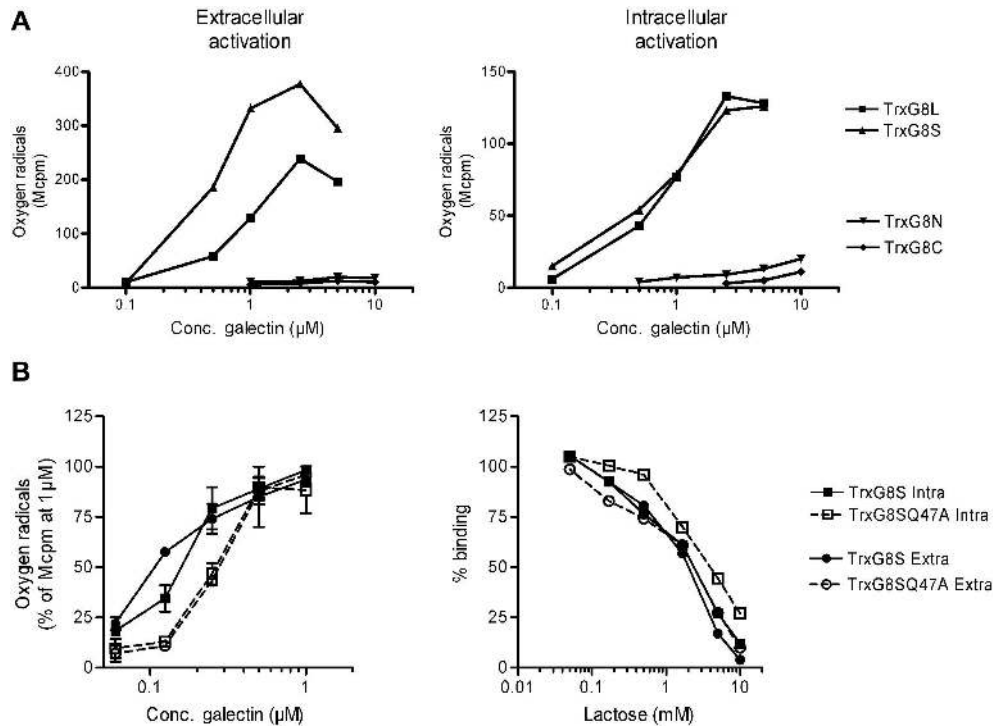 A
Extracellular
activation
Oxygen radicals
(Mcpm)
400
300
200
100
0
0.1
1
10
Conc. galectin (µM)
Intracellular
activation
Oxygen radicals
(Mcpm)
150
100
50
0
0.1
1
10
Conc. galectin (µM)
TrxG8L
TrxG8S
TrxG8N
TrxG8C
B
Oxygen radicals
(% of Mcpm at 1µM)
125
100
75
50
25
0
0.1
1
Conc. galectin (µM)
% binding
125
100
75
50
25
0
0.01
0.1
1
10
Lactose (mM)
TrxG8S Intra
TrxG8SQ47A Intra
TrxG8S Extra
TrxG8SQ47A Extra